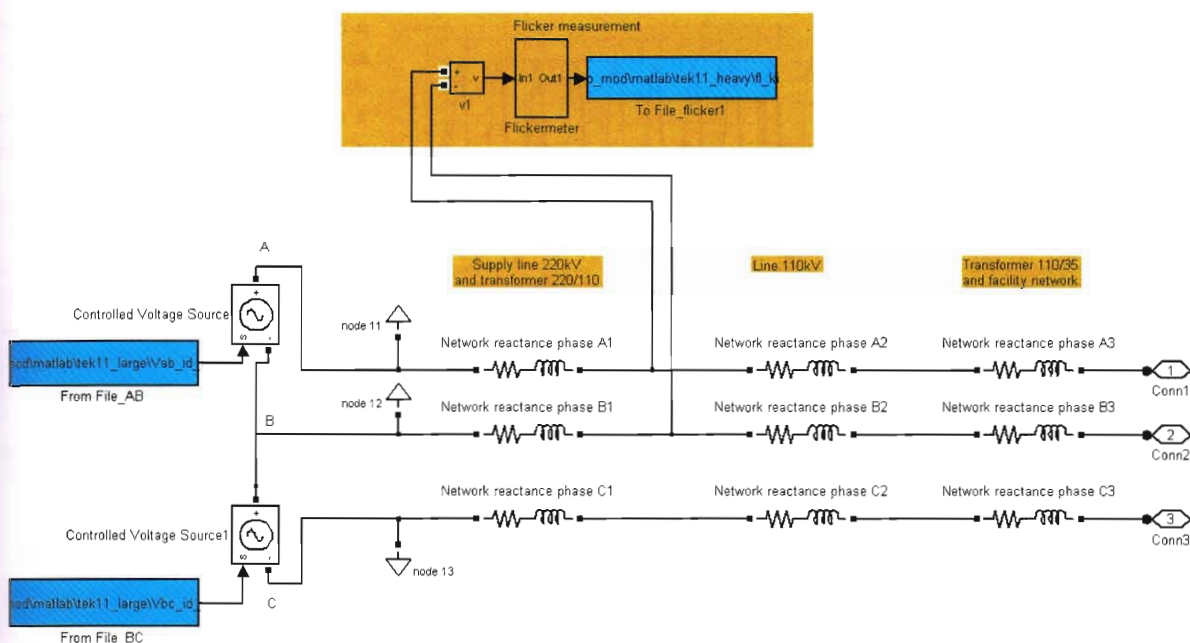 Flicker measurement
+
-
v
v1
In1 Out1
Flickermeter
o_mod\matlab\tek11_heavy\fl_k
To File_flicker1
A
Supply line 220kV
and transformer 220/110
Line 110kV
Transformer 110/35
and facility network
+
Controlled Voltage Source
s
-
mod\matlab\tek11_large\Vab_id_
From File_AB
node 11
Network reactance phase A1
Network reactance phase A2
Network reactance phase A3
1
Conn1
node 12
B
Network reactance phase B1
Network reactance phase B2
Network reactance phase B3
2
Conn2
Network reactance phase C1
Network reactance phase C2
Network reactance phase C3
+
Controlled Voltage Source1
s
-
3
Conn3
node 13
mod\matlab\tek11_large\Vbc_id_
C
From File_BC